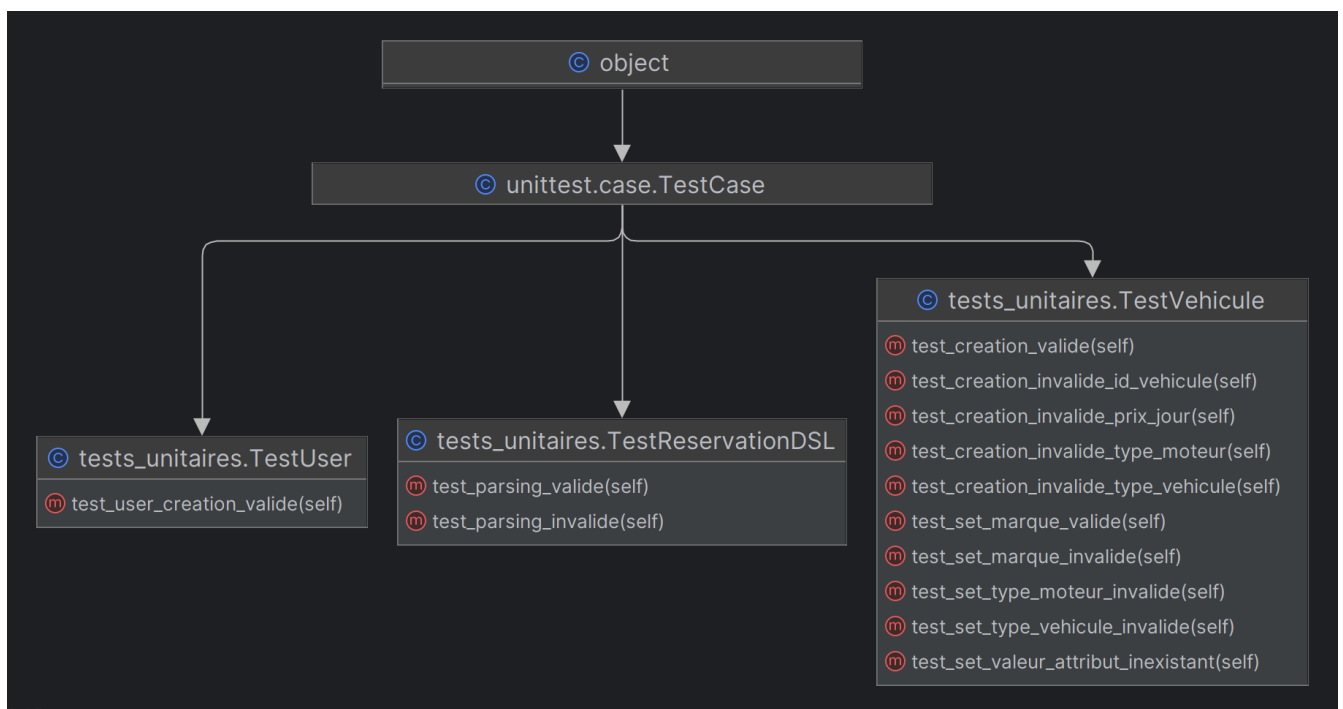 © object
© unittest.case.TestCase
© tests_unitaires.TestUser
m test_user_creation_valide(self)
© tests_unitaires.TestReservationDSL
m test_parsing_valide(self)
m test_parsing_invalide(self)
© tests_unitaires.TestVehicule
m test_creation_valide(self)
m test_creation_invalide_id_vehicule(self)
m test_creation_invalide_prix_jour(self)
m test_creation_invalide_type_moteur(self)
m test_creation_invalide_type_vehicule(self)
m test_set_marque_valide(self)
m test_set_marque_invalide(self)
m test_set_type_moteur_invalide(self)
m test_set_type_vehicule_invalide(self)
m test_set_valeur_attribut_inexistant(self)